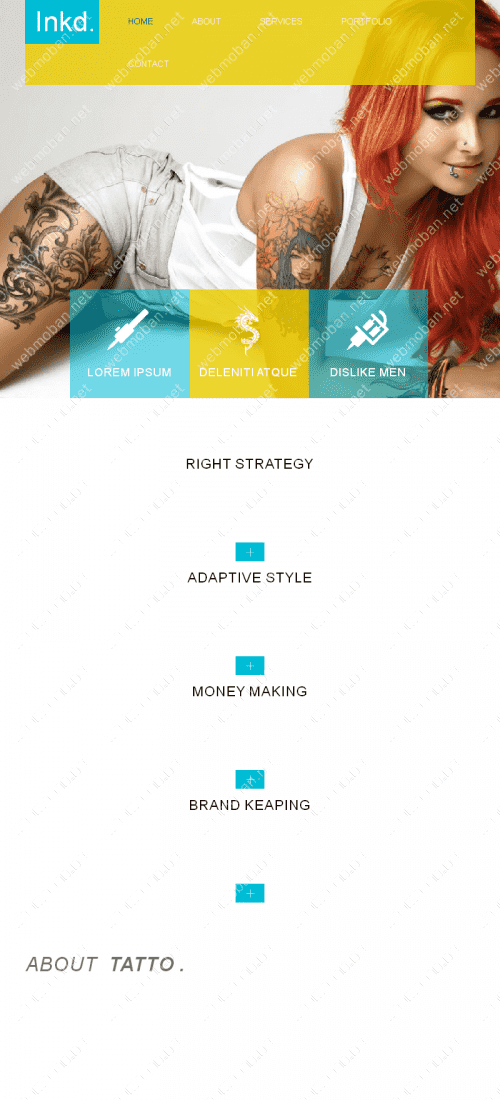 Inkd.
HOME ABOUT SERVICES PORTFOLIO
CONTACT
LOREM IPSUM DELENITI ATQUE DISLIKE MEN
RIGHT STRATEGY
+
ADAPTIVE STYLE
+
MONEY MAKING
+
BRAND KEAPING
+
ABOUT TATTO .
webmoban.net